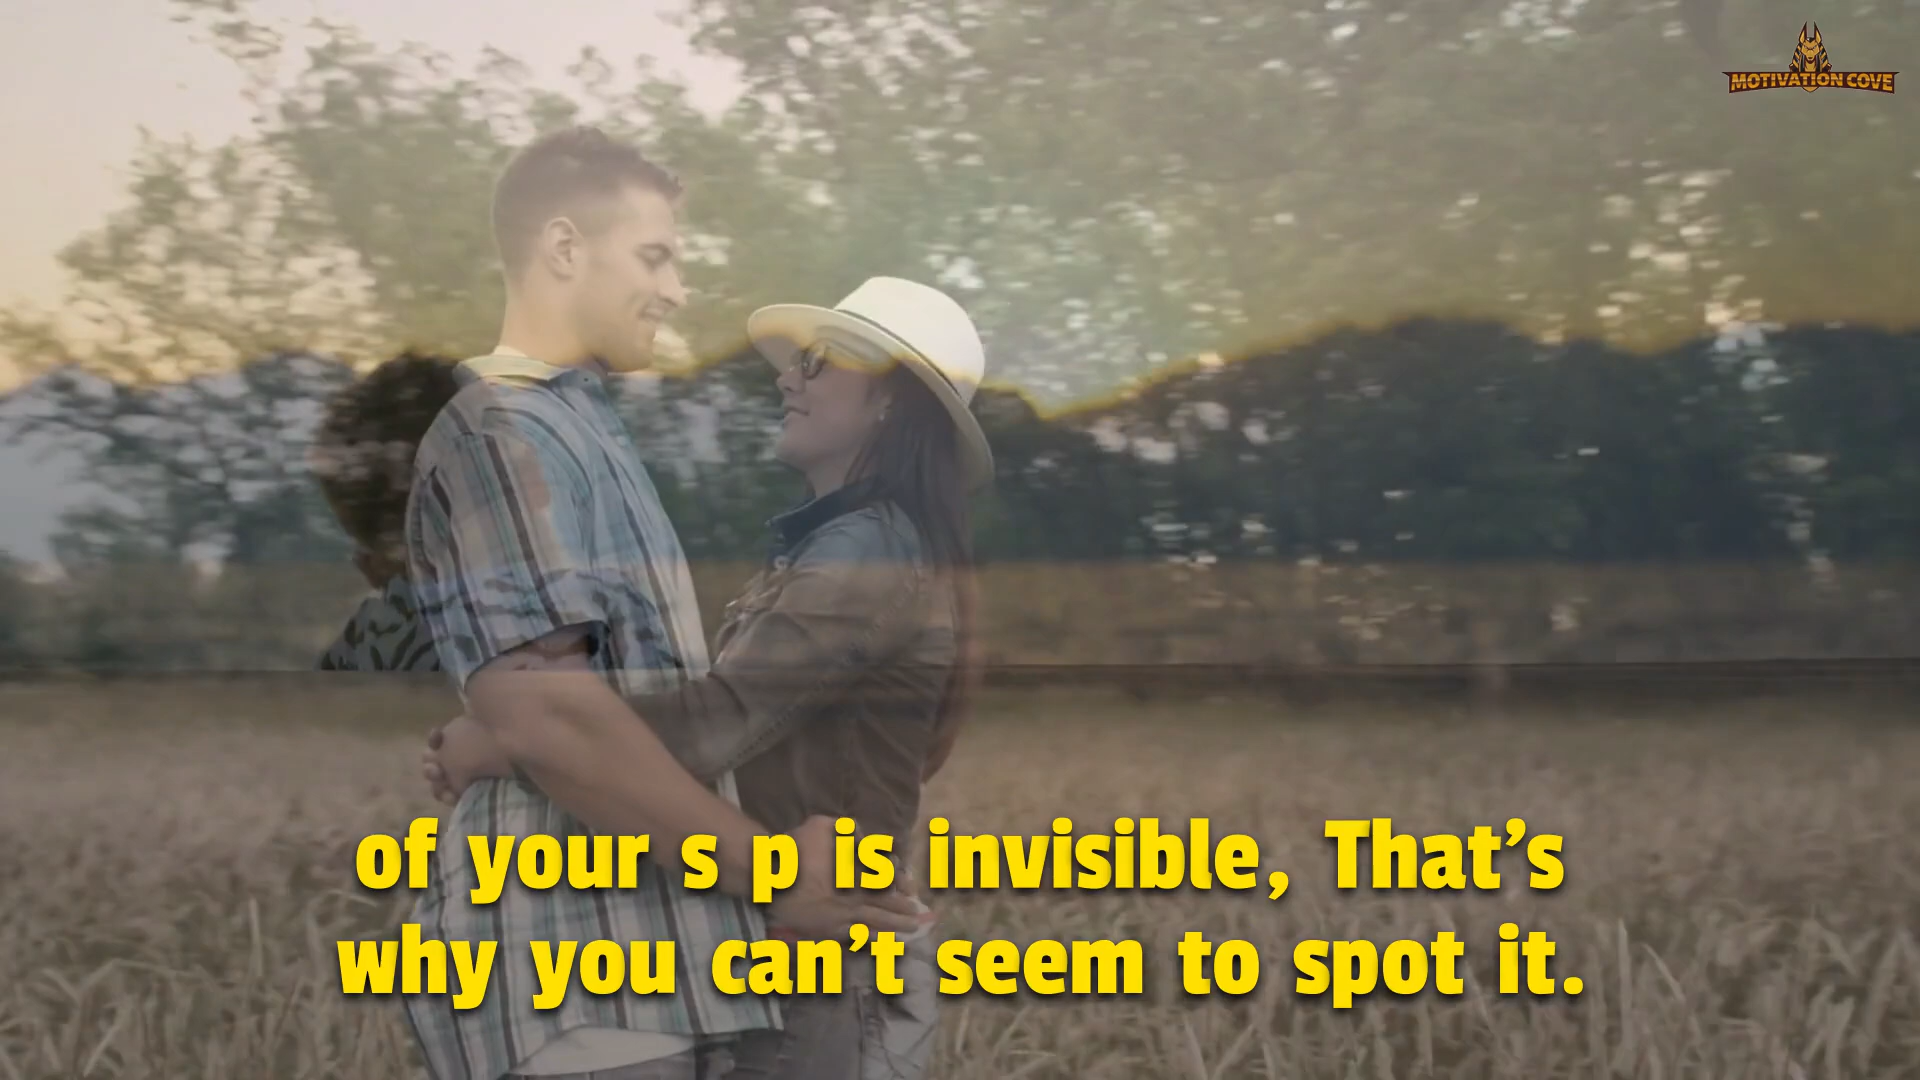 MOTIVATION COVE
of your s p is invisible, That's
why you can't seem to spot it.